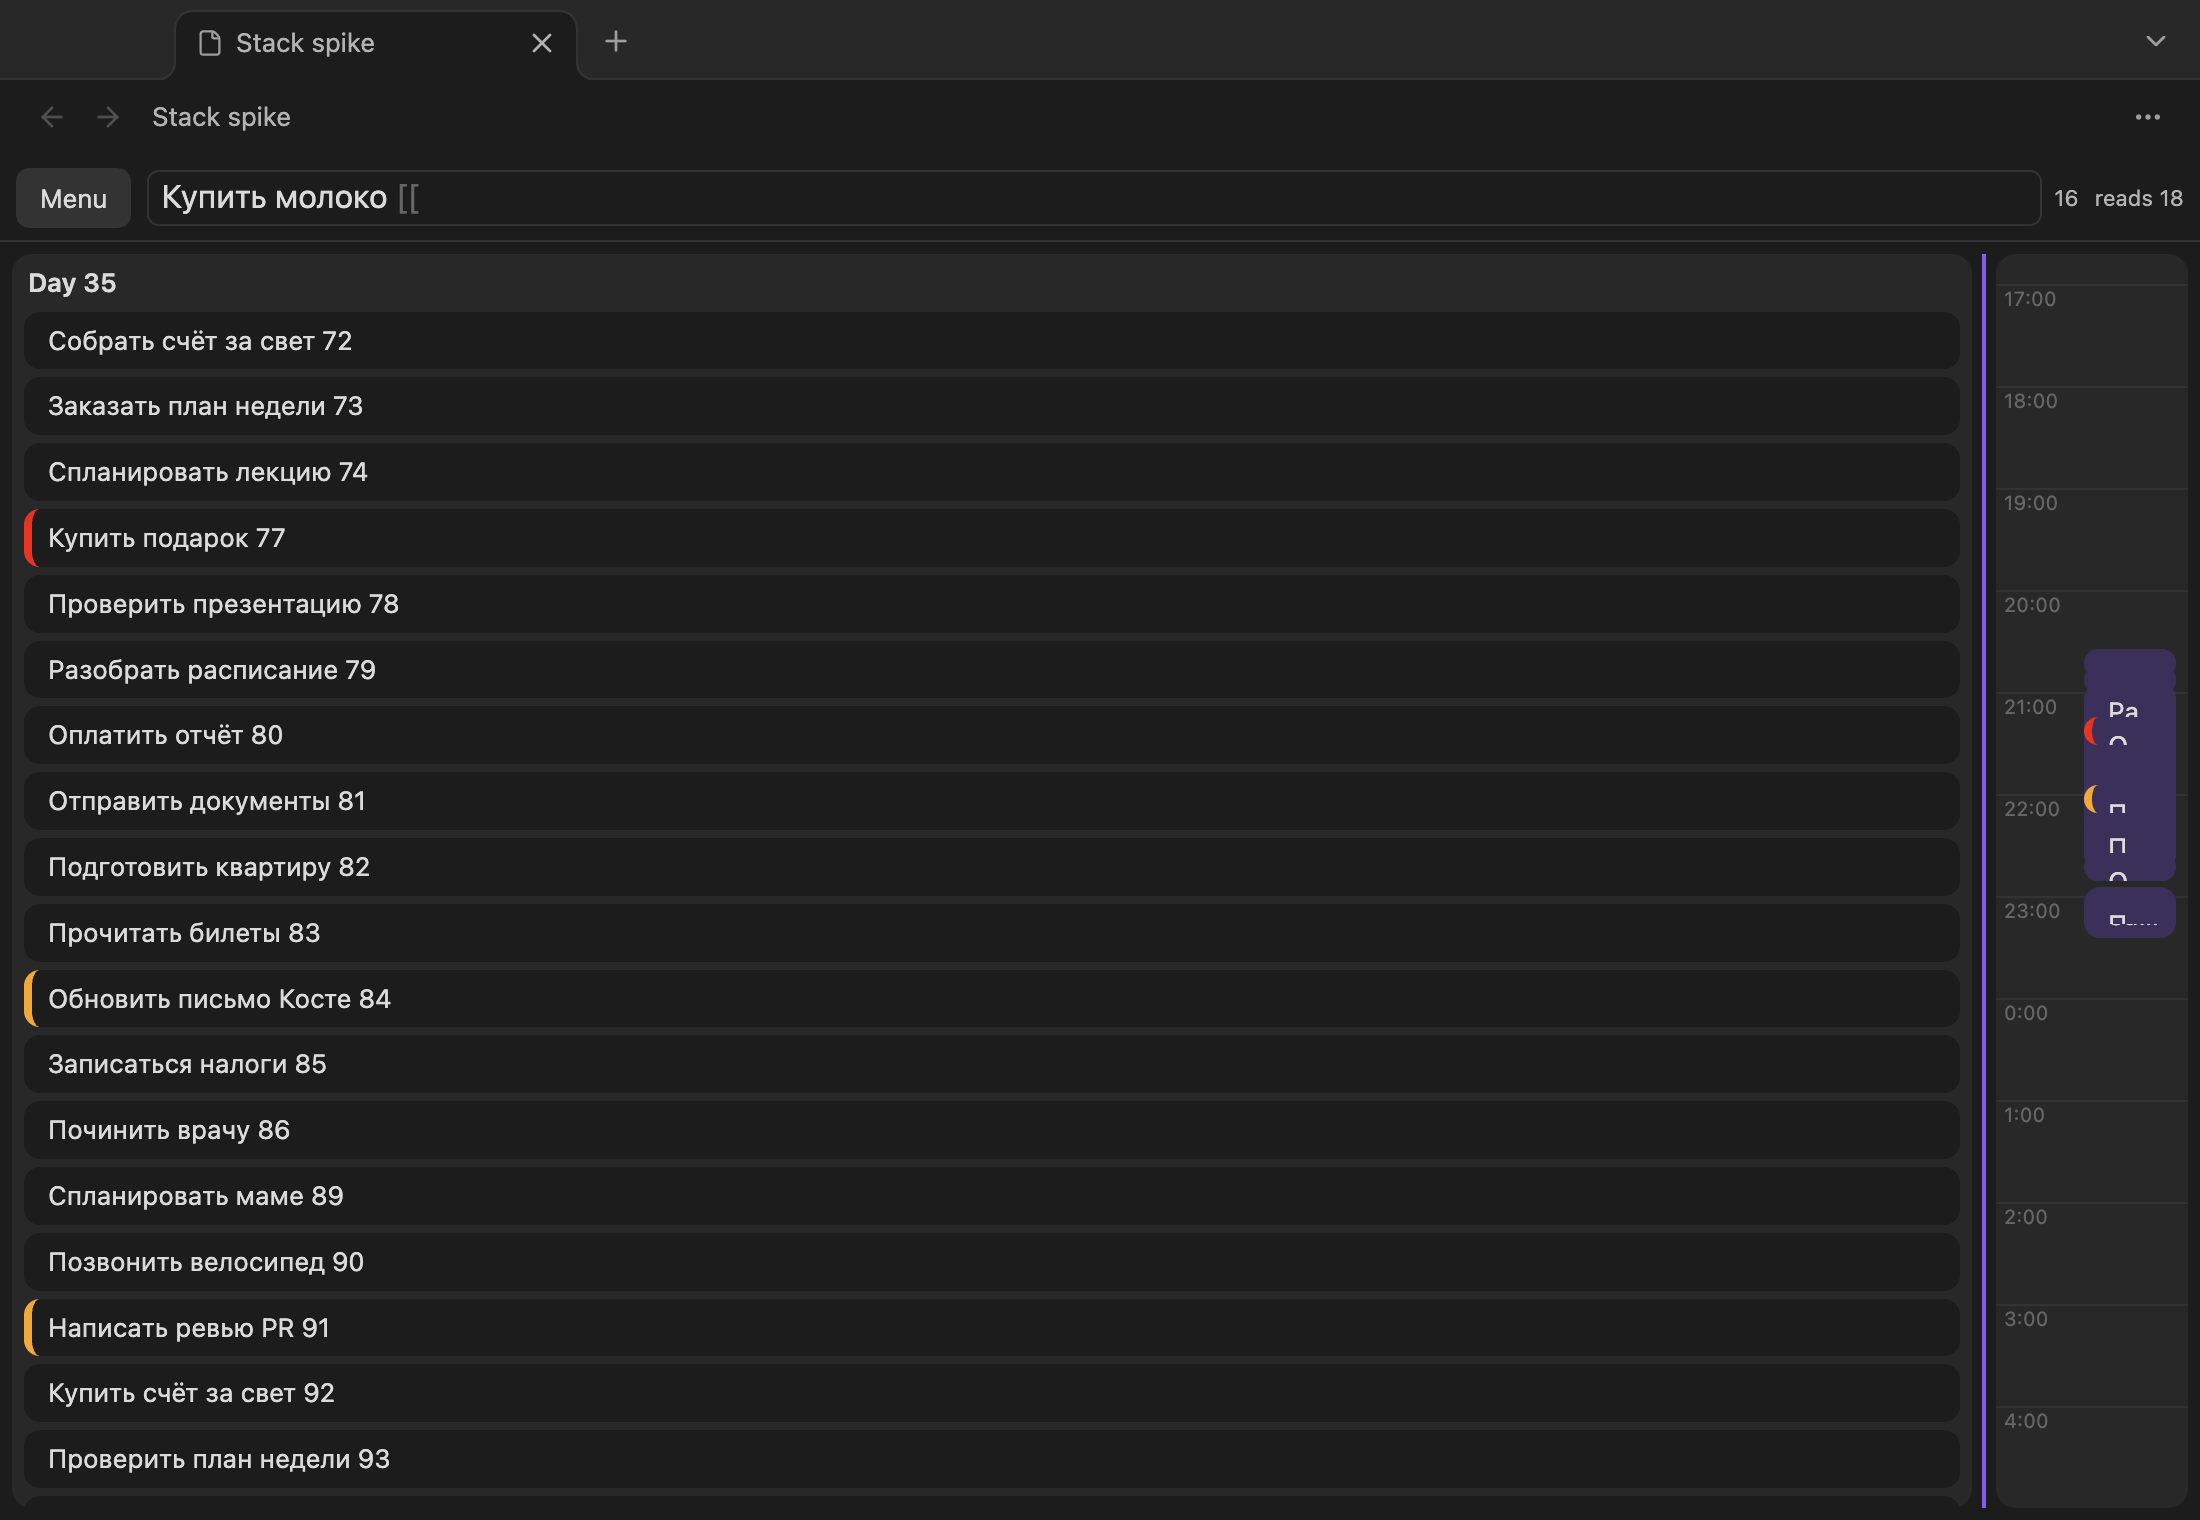 Stack spike
Stack spike
Menu
Купить молоко [[
16 reads 18
Day 35
Собрать счёт за свет 72
Заказать план недели 73
Спланировать лекцию 74
Купить подарок 77
Проверить презентацию 78
Разобрать расписание 79
Оплатить отчёт 80
Отправить документы 81
Подготовить квартиру 82
Прочитать билеты 83
Обновить письмо Косте 84
Записаться налоги 85
Починить врачу 86
Спланировать маме 89
Позвонить велосипед 90
Написать ревью PR 91
Купить счёт за свет 92
Проверить план недели 93
17:00
18:00
19:00
20:00
21:00
Ра
22:00
П
23:00
0:00
1:00
2:00
3:00
4:00